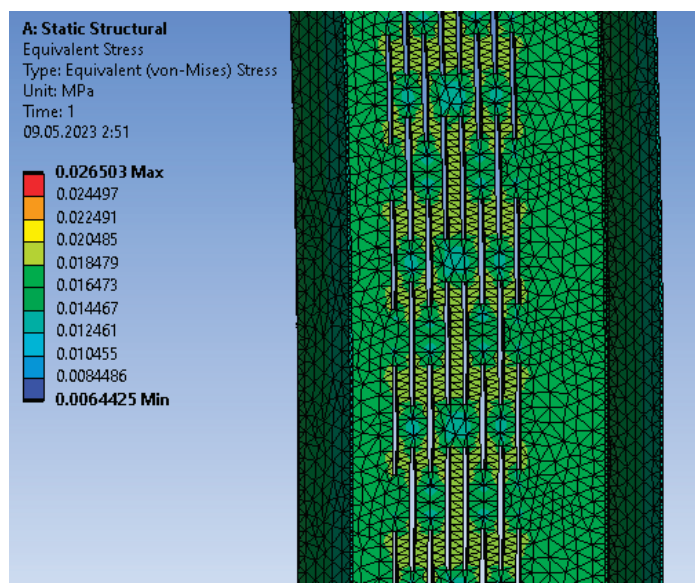 A: Static Structural
Equivalent Stress
Type: Equivalent (von-Mises) Stress
Unit: MPa
Time: 1
09.05.2023 2:51
0.026503 Max
0.024497
0.022491
0.020485
0.018479
0.016473
0.014467
0.012461
0.010455
0.0084486
0.0064425 Min